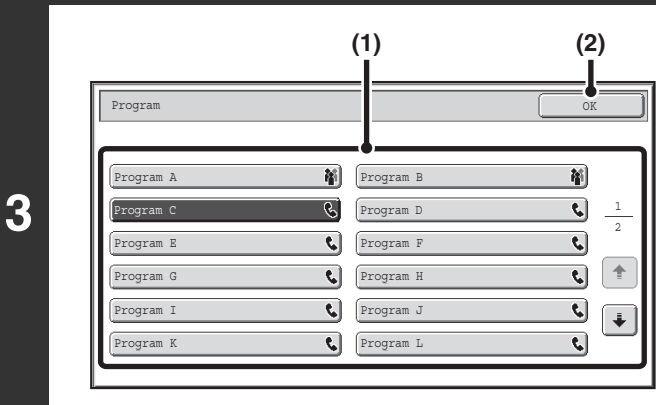 3
(1) (2)
Program OK
Program A Program B
Program C Program D 1
Program E Program F 2
Program G Program H
Program I Program J
Program K Program L